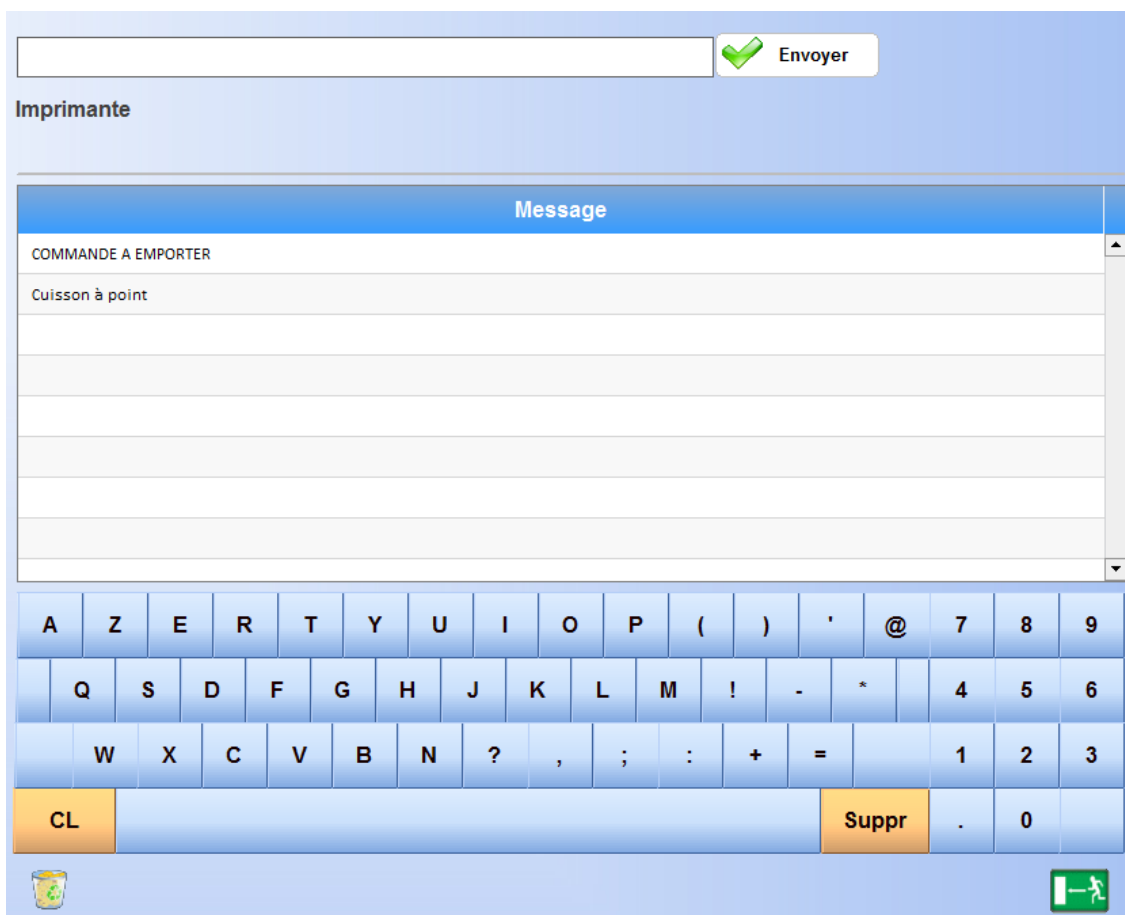 Envoyer
Imprimante
Message
COMMANDE A EMPORTER
Cuisson à point
A Z E R T Y U I O P ( ) ' @ 7 8 9
Q S D F G H J K L M ! - * 4 5 6
W X C V B N ? , ; : + = 1 2 3
CL Suppr . 0